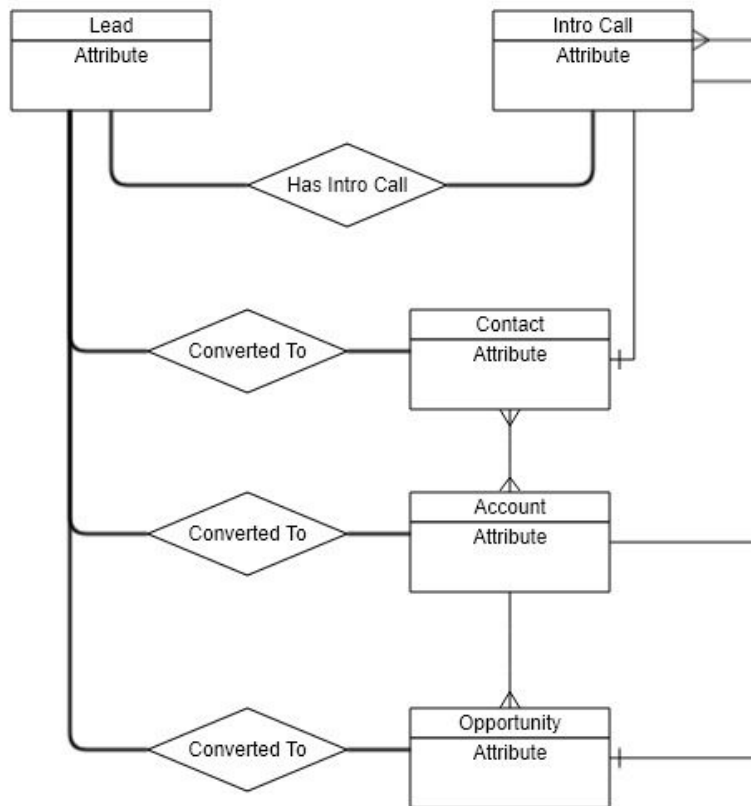 Lead
Attribute
Intro Call
Attribute
Has Intro Call
Converted To
Contact
Attribute
Converted To
Account
Attribute
Converted To
Opportunity
Attribute